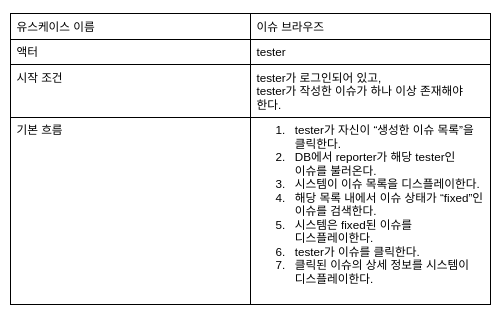 유스케이스 이름
이슈 브라우즈
액터
tester
시작 조건
tester가 로그인되어 있고,
tester가 작성한 이슈가 하나 이상 존재해야
한다.
기본 흐름
1. tester가 자신이 “생성한 이슈 목록”을
클릭한다.
2. DB에서 reporter가 해당 tester인
이슈를 불러온다.
3. 시스템이 이슈 목록을 디스플레이한다.
4. 해당 목록 내에서 이슈 상태가 “fixed”인
이슈를 검색한다.
5. 시스템은 fixed된 이슈를
디스플레이한다.
6. tester가 이슈를 클릭한다.
7. 클릭된 이슈의 상세 정보를 시스템이
디스플레이한다.